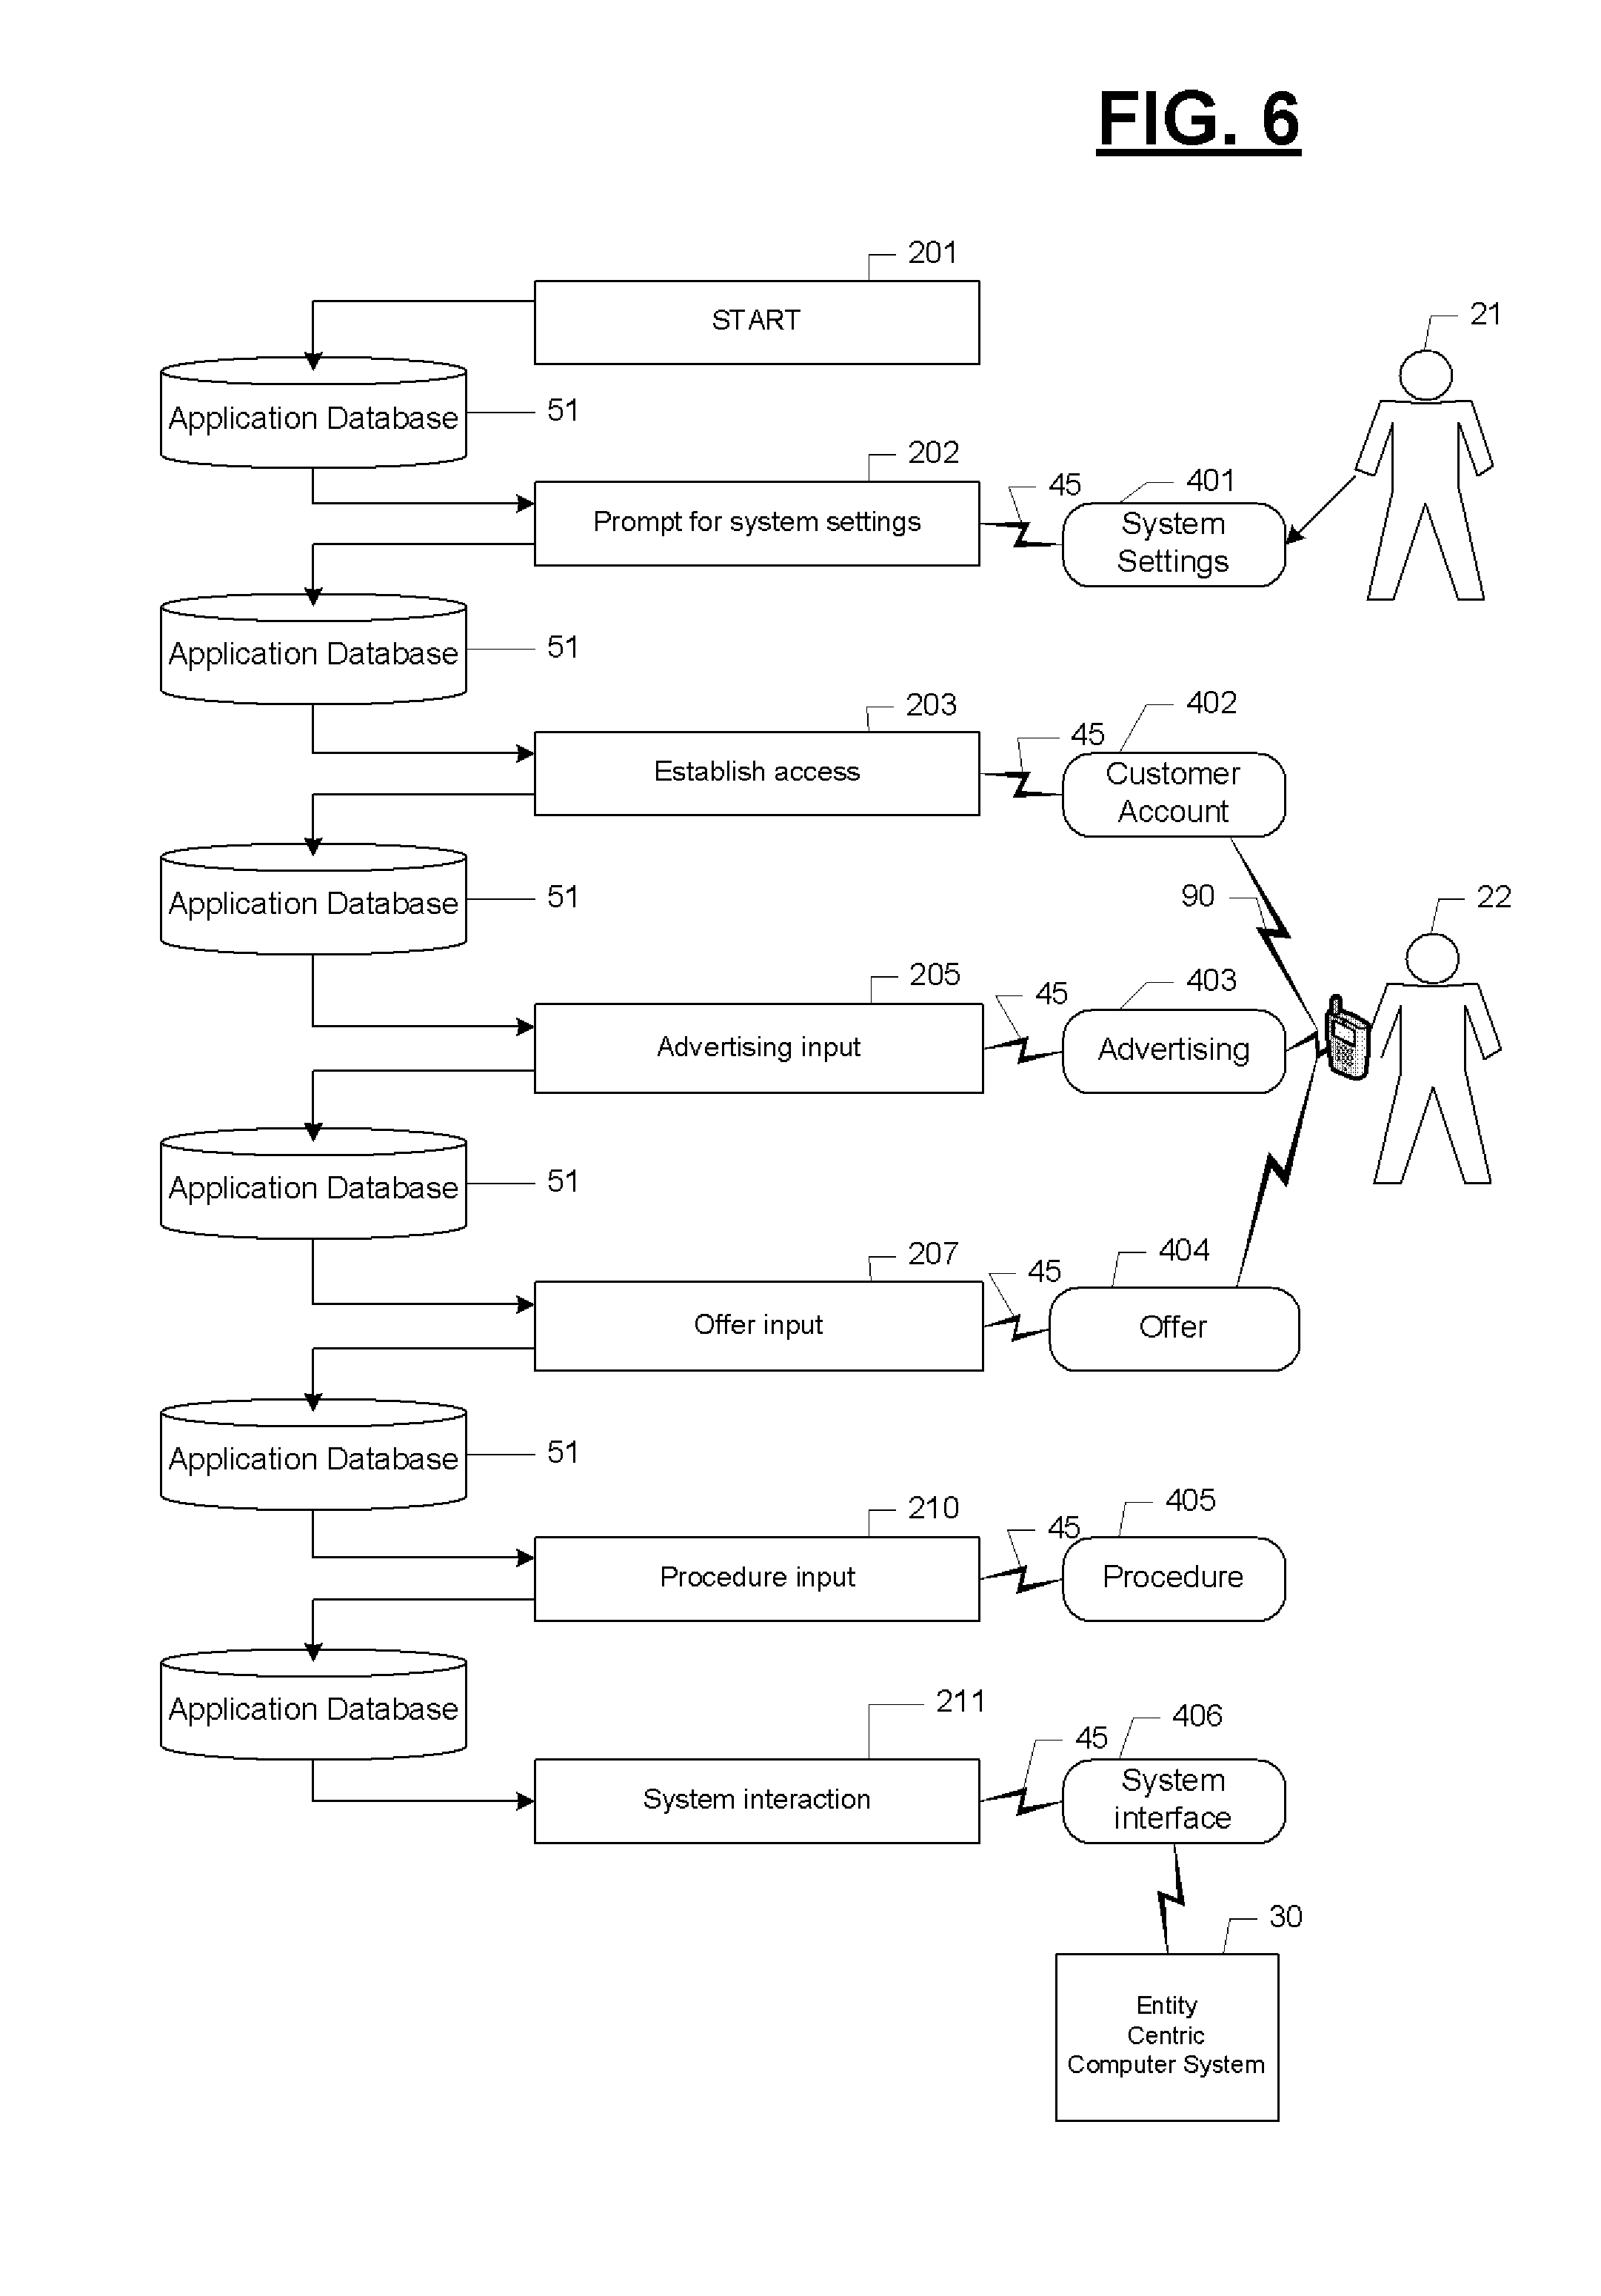 FIG. 6
201
START
21
Application Database
51
202
Prompt for system settings
45
401
System
Settings
Application Database
51
203
Establish access
45
402
Customer
Account
Application Database
51
90
22
205
Advertising input
45
403
Advertising
Application Database
51
207
Offer input
45
404
Offer
Application Database
51
210
Procedure input
45
405
Procedure
Application Database
211
System interaction
45
406
System
interface
30
Entity
Centric
Computer System